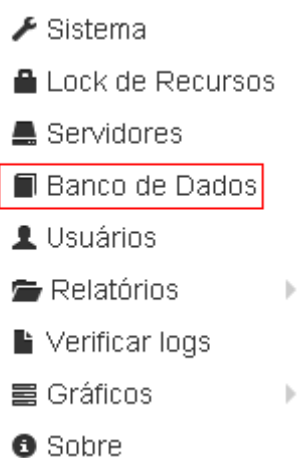 Sistema
Lock de Recursos
Servidores
Banco de Dados
Usuários
Relatórios
Verificar logs
Gráficos
Sobre